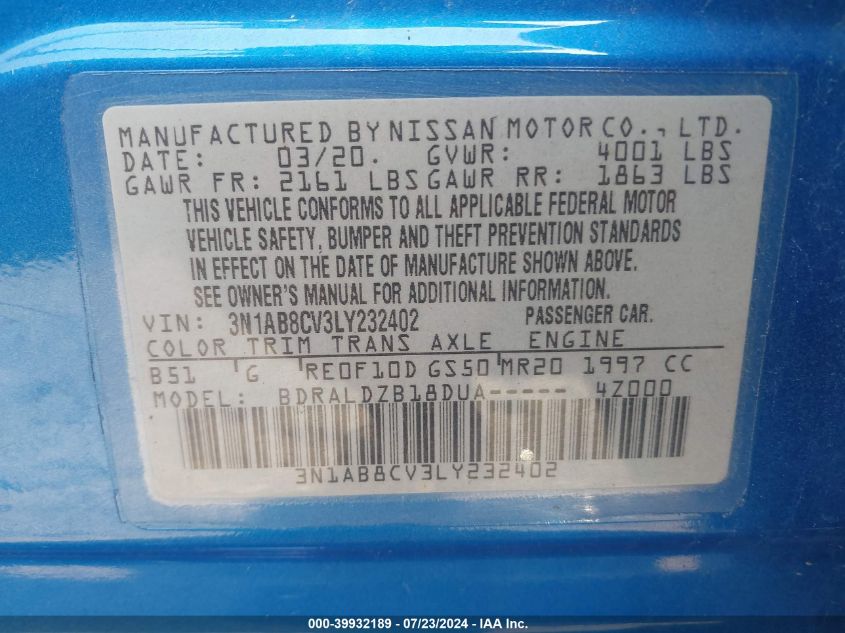 MANUFACTURED BY NISSAN MOTOR CO., LTD.
DATE: 03/20. GVWR: 4001 LBS
GAWR FR: 2161 LBS GAWR RR: 1863 LBS
THIS VEHICLE CONFORMS TO ALL APPLICABLE FEDERAL MOTOR
VEHICLE SAFETY, BUMPER AND THEFT PREVENTION STANDARDS
IN EFFECT ON THE DATE OF MANUFACTURE SHOWN ABOVE.
SEE OWNER'S MANUAL FOR ADDITIONAL INFORMATION.
VIN: 3N1AB8CV3LY232402 PASSENGER CAR.
COLOR TRIM TRANS AXLE ENGINE
B51 G RE0F10D GS50 MR20 1997 CC
MODEL: BDRALDZB18DUA----- 4Z000
3N1AB8CV3LY232402
000-39932189 - 07/23/2024 - IAA Inc.